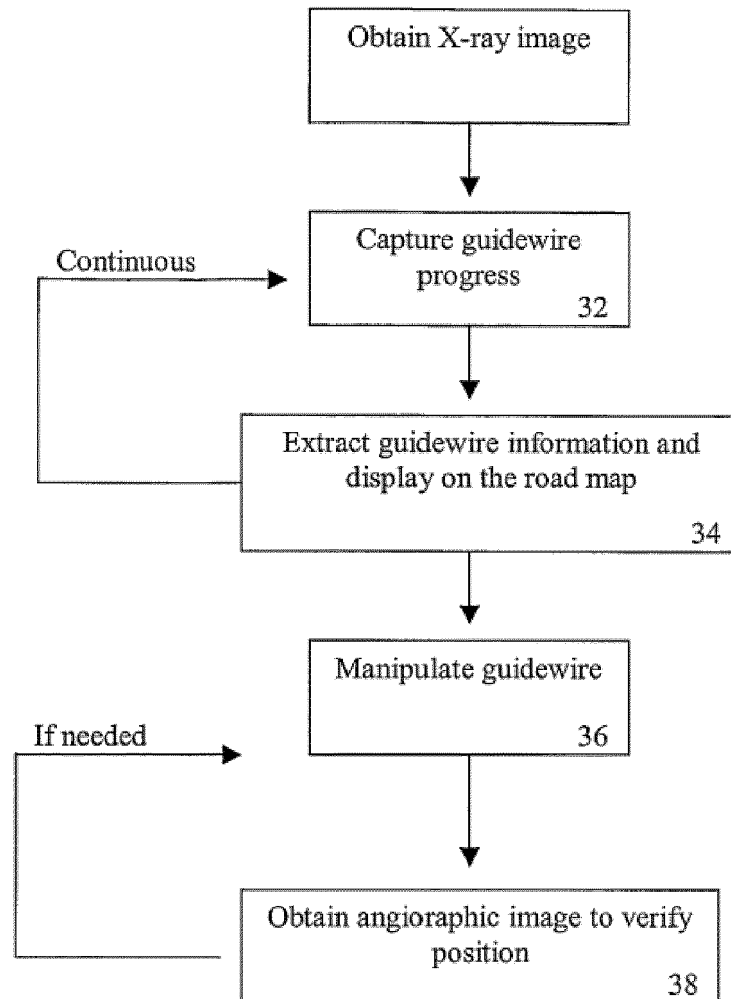 Obtain X-ray image
Continuous
Capture guidewire
progress
32
Extract guidewire information and
display on the road map
34
Manipulate guidewire
36
If needed
Obtain angioraphic image to verify
position
38